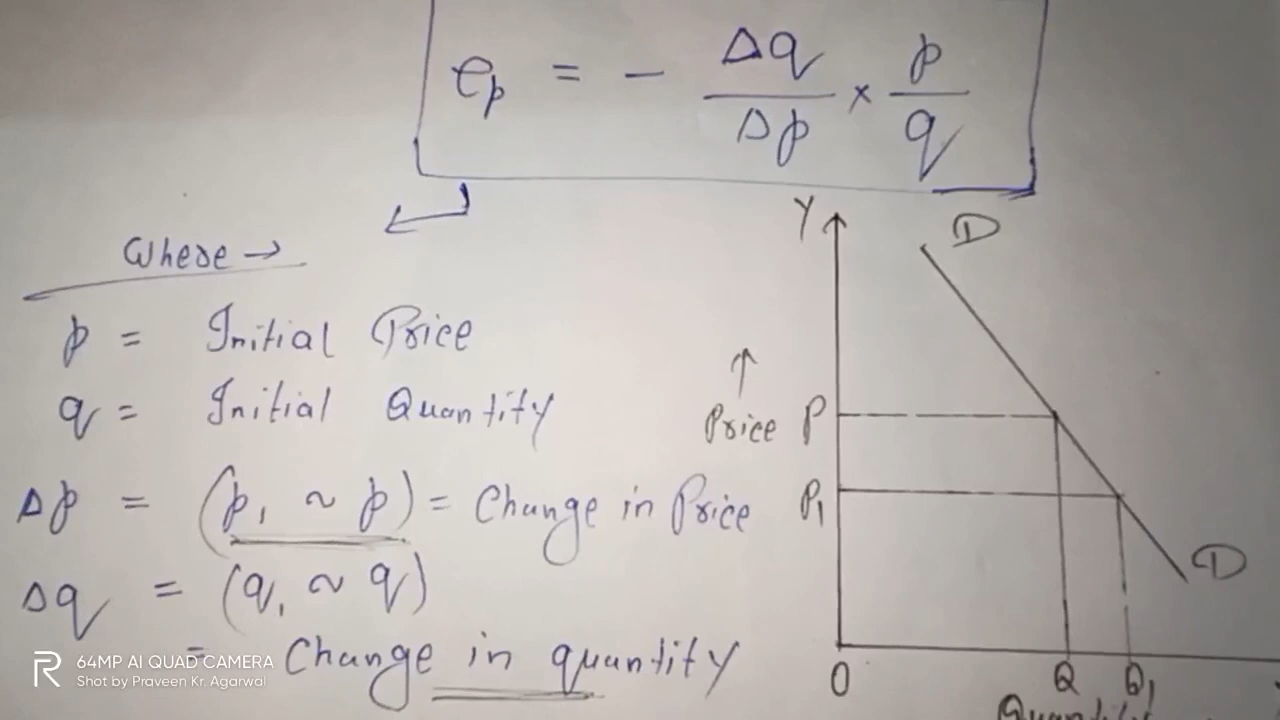 eₚ = - Δq/Δp × p/q
Where →
p = Initial Price
q = Initial Quantity
Δp = (p₁ ~ p) = Change in Price
Δq = (q₁ ~ q)
= Change in quantity
Y
D
↑
Price P
P₁
D
O Q Q₁
64MP AI QUAD CAMERA
Shot by Praveen Kr. Agarwal